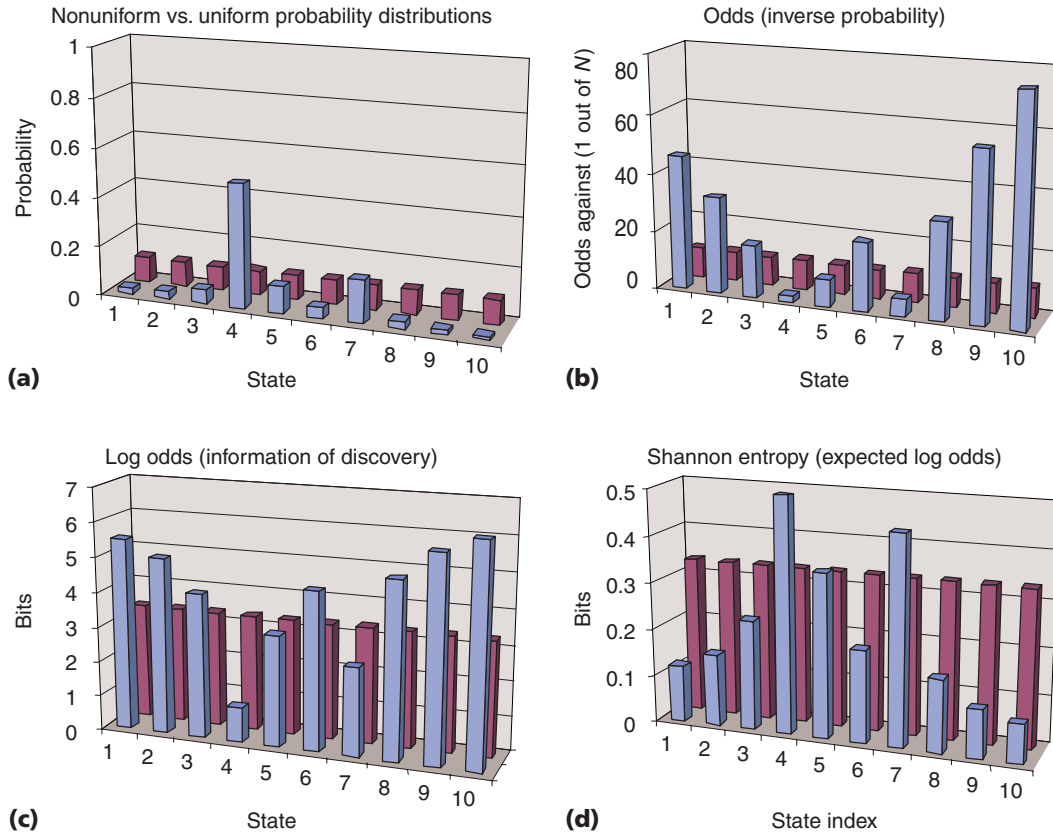 Nonuniform vs. uniform probability distributions
1
0.8
0.6
0.4
0.2
0
Probability
1 2 3 4 5 6 7 8 9 10
State
(a)
Odds (inverse probability)
80
60
40
20
0
Odds against (1 out of N)
1 2 3 4 5 6 7 8 9 10
State
(b)
Log odds (information of discovery)
7
6
5
4
3
2
1
0
Bits
1 2 3 4 5 6 7 8 9 10
State
(c)
Shannon entropy (expected log odds)
0.5
0.4
0.3
0.2
0.1
0
Bits
1 2 3 4 5 6 7 8 9 10
State index
(d)